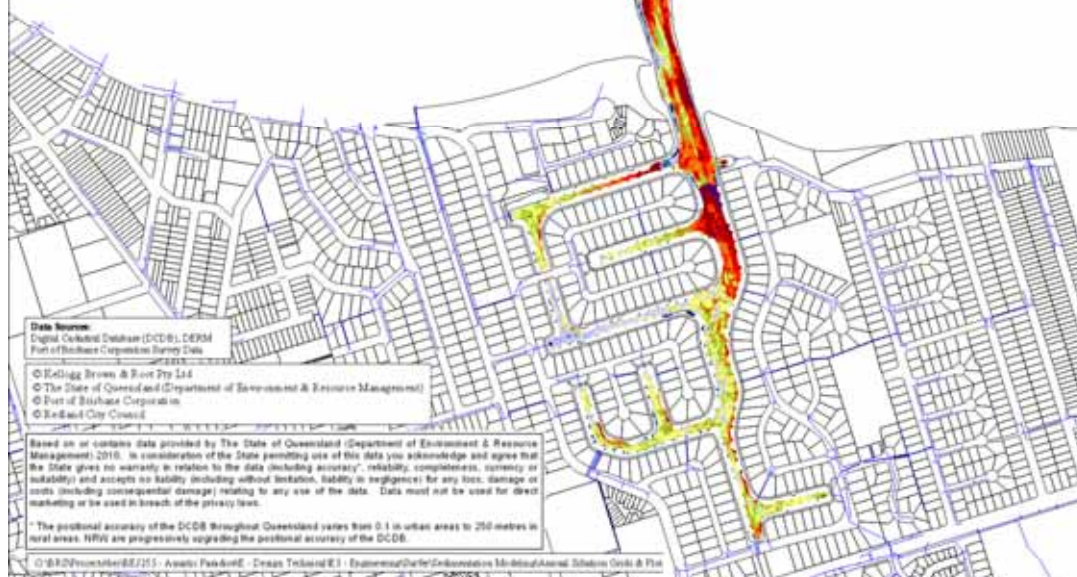 Data Sources:
Digital Cadastral Database (DCDB), DERM
Port of Brisbane Corporation Survey Data
© Kellogg Brown & Root Pty Ltd
© The State of Queensland (Department of Environment & Resource Management)
© Port of Brisbane Corporation
© Redland City Council
Based on or contains data provided by The State of Queensland (Department of Environment & Resource
Management) 2010. In consideration of the State permitting use of this data you acknowledge and agree that
the State gives no warranty in relation to the data (including accuracy, reliability, completeness, currency or
suitability) and accepts no liability (including without limitation, liability in negligence) for any loss, damage or
costs (including consequential damage) relating to any use of the data. Data must not be used for direct
marketing or be used in breach of the privacy laws.
* The positional accuracy of the DCDB throughout Queensland varies from 0.1 in urban areas to 250 metres in
rural areas. NRW are progressively upgrading the positional accuracy of the DCDB.